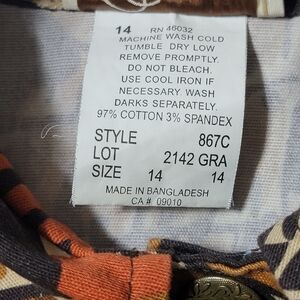 14 RN 46032
MACHINE WASH COLD
TUMBLE DRY LOW
REMOVE PROMPTLY.
DO NOT BLEACH.
USE COOL IRON IF
NECESSARY WASH
DARKS SEPARATELY.
97% COTTON 3% SPANDEX
STYLE 867C
LOT 2142 GRA
SIZE 14 14
MADE IN BANGLADESH
CA# 09010